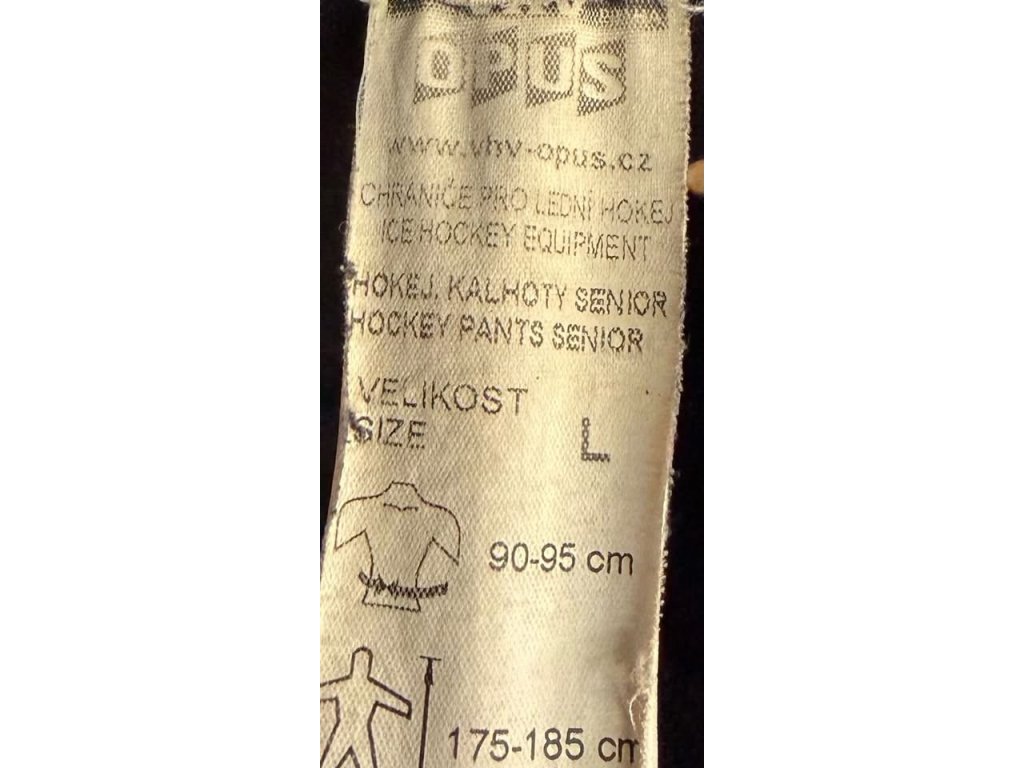 OPUS
www.vhv-opus.cz
CHRANIČE PRO LEDNÍ HOKEJ
ICE HOCKEY EQUIPMENT
HOKEJ. KALHOTY SENIOR
HOCKEY PANTS SENIOR
VELIKOST
SIZE L
90-95 cm
175-185 cm